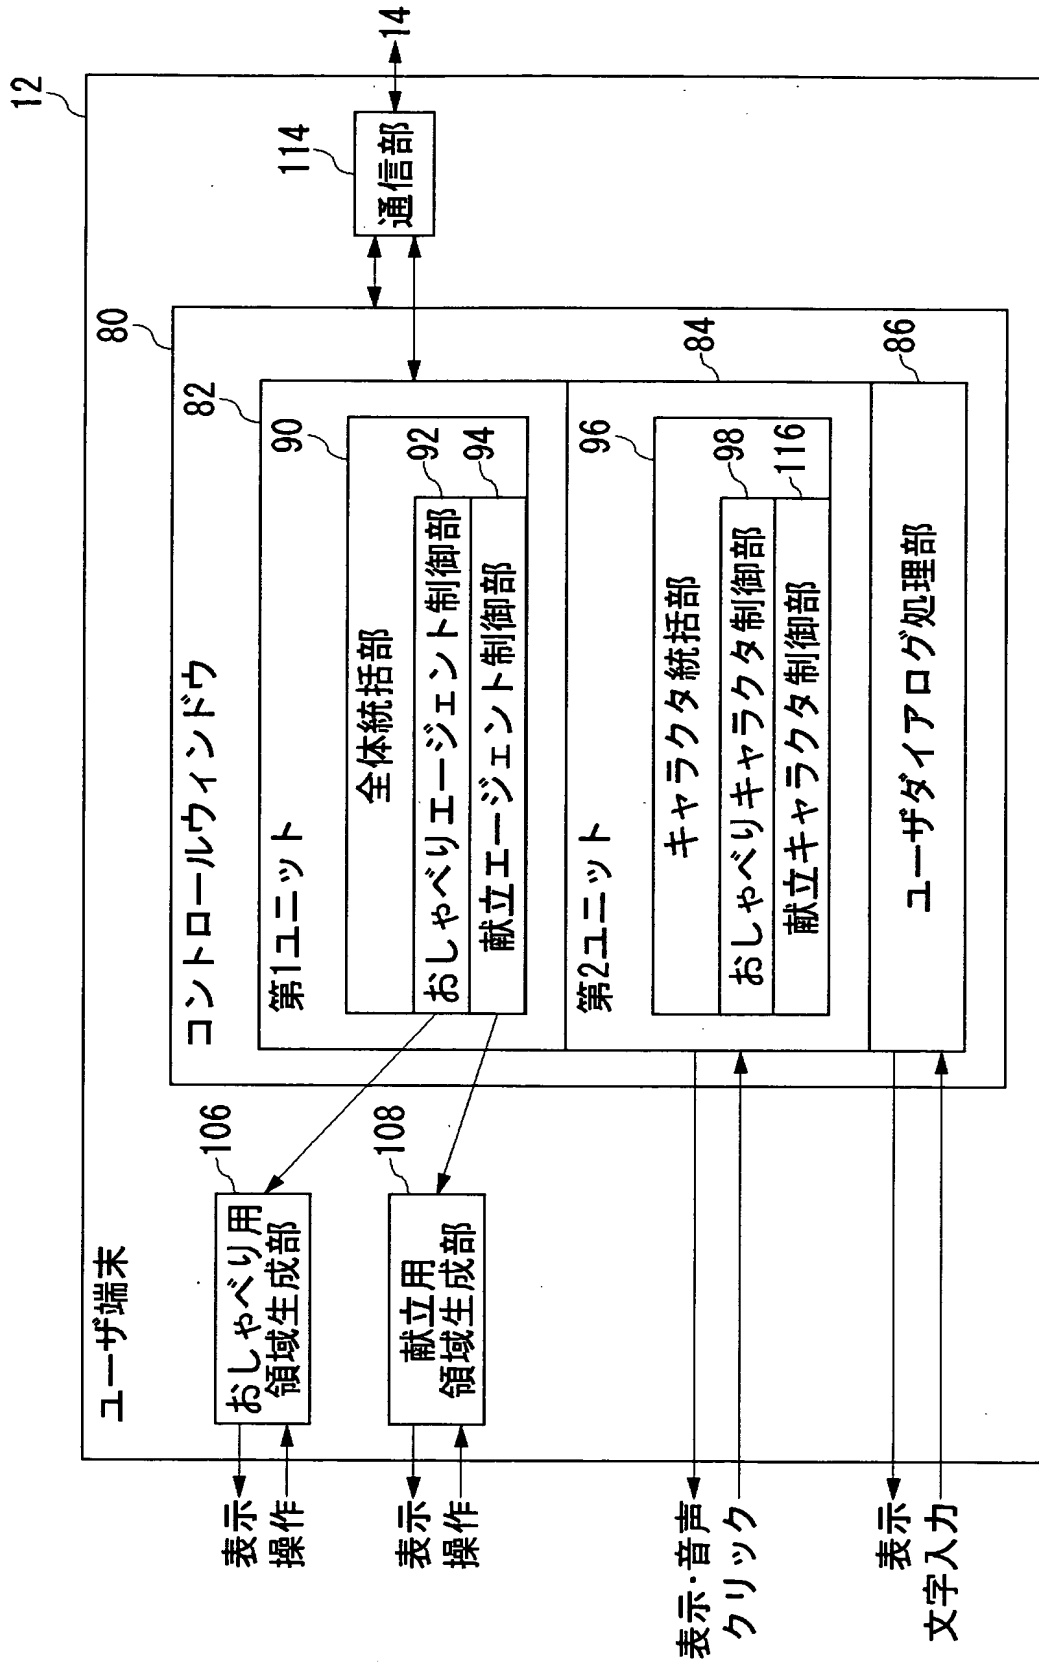 12
ユーザ端末
80
コントロールウィンドウ
114
通信部
14
106
おしゃべり用
領域生成部
表示
操作
108
献立用
領域生成部
表示
操作
82
第1ユニット
90
全体統括部
92
おしゃべりエージェント制御部
94
献立エージェント制御部
84
第2ユニット
96
キャラクタ統括部
98
おしゃべりキャラクタ制御部
116
献立キャラクタ制御部
表示・音声
クリック
86
ユーザダイアログ処理部
表示
文字入力